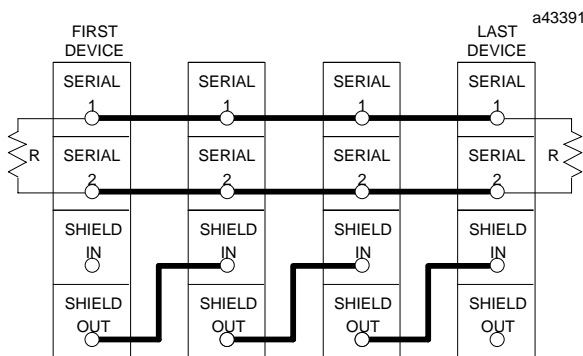 a43391
FIRST
DEVICE
LAST
DEVICE
SERIAL
1
SERIAL
1
SERIAL
1
SERIAL
1
R
SERIAL
2
SERIAL
2
SERIAL
2
SERIAL
2
R
SHIELD
IN
SHIELD
IN
SHIELD
IN
SHIELD
IN
SHIELD
OUT
SHIELD
OUT
SHIELD
OUT
SHIELD
OUT